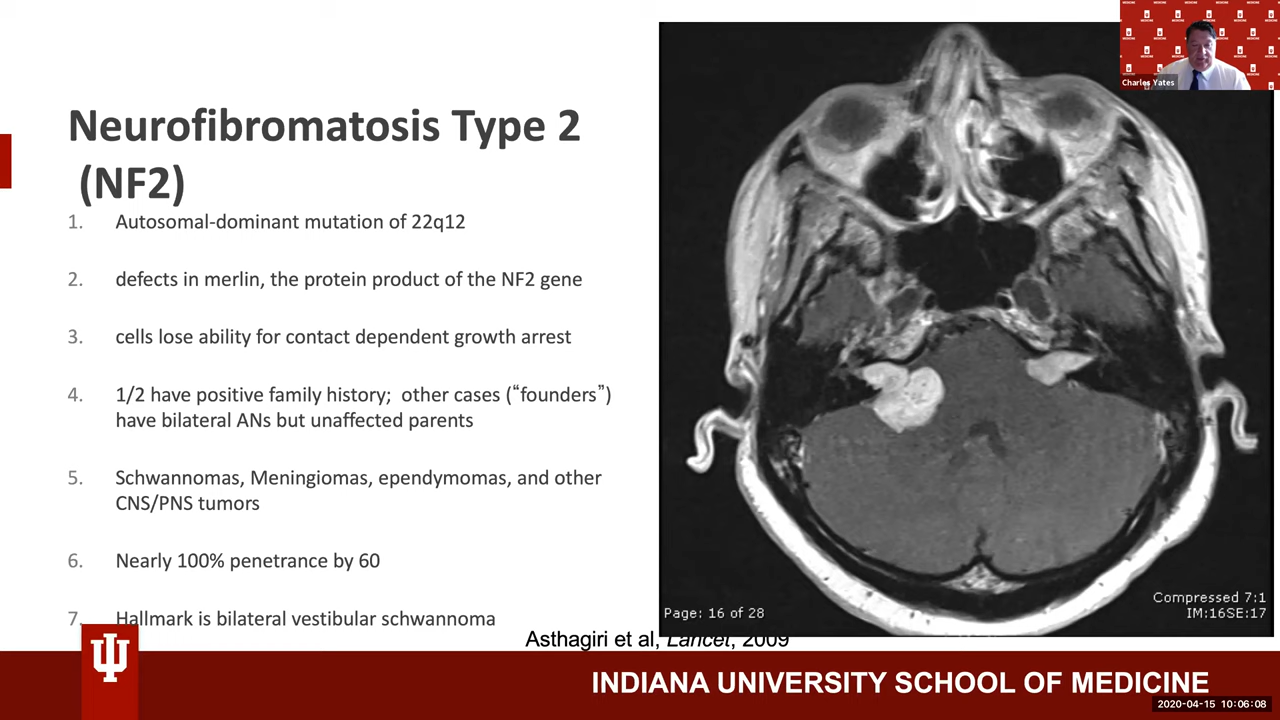 MEDICINE
Charles Yates
Neurofibromatosis Type 2
(NF2)
1. Autosomal-dominant mutation of 22q12
2. defects in merlin, the protein product of the NF2 gene
3. cells lose ability for contact dependent growth arrest
4. 1/2 have positive family history; other cases (“founders”)
have bilateral ANs but unaffected parents
5. Schwannomas, Meningiomas, ependymomas, and other
CNS/PNS tumors
6. Nearly 100% penetrance by 60
7. Hallmark is bilateral vestibular schwannoma
Compressed 7:1
Page: 16 of 28
IM:16SE:17
Asthagiri et al, Lancet, 2009
INDIANA UNIVERSITY SCHOOL OF MEDICINE
2020-04-15 10:06:08